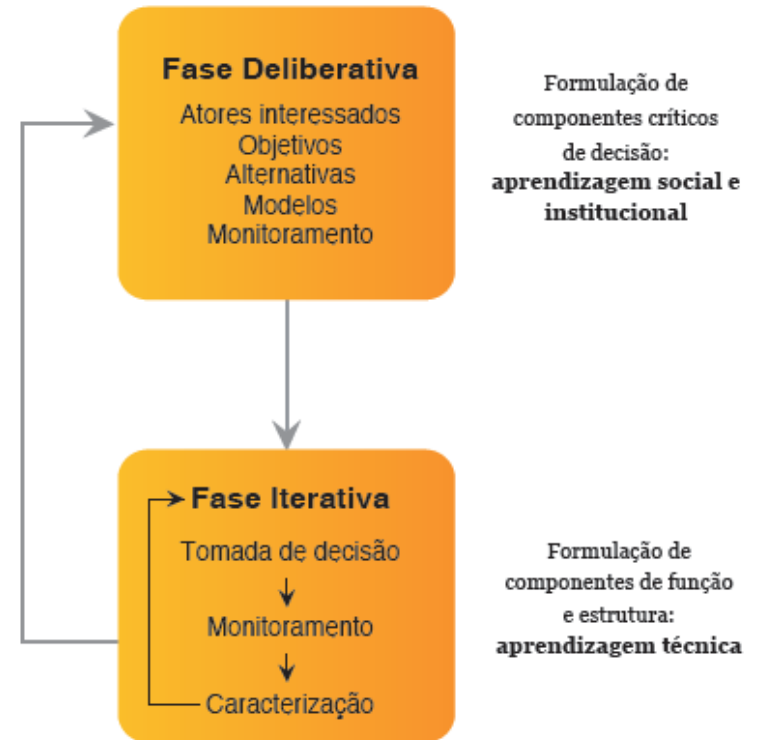 Fase Deliberativa
Atores interessados
Objetivos
Alternativas
Modelos
Monitoramento
Formulação de
componentes críticos
de decisão:
aprendizagem social e
institucional
Fase Iterativa
Tomada de decisão
Monitoramento
Caracterização
Formulação de
componentes de função
e estrutura:
aprendizagem técnica